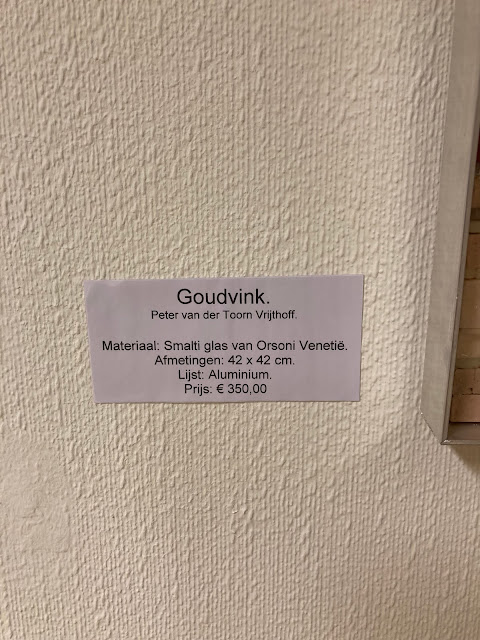 Goudvink.
Peter van der Toorn Vrijthoff.
Materiaal: Smalti glas van Orsoni Venetië.
Afmetingen: 42 x 42 cm.
Lijst: Aluminium.
Prijs: € 350,00